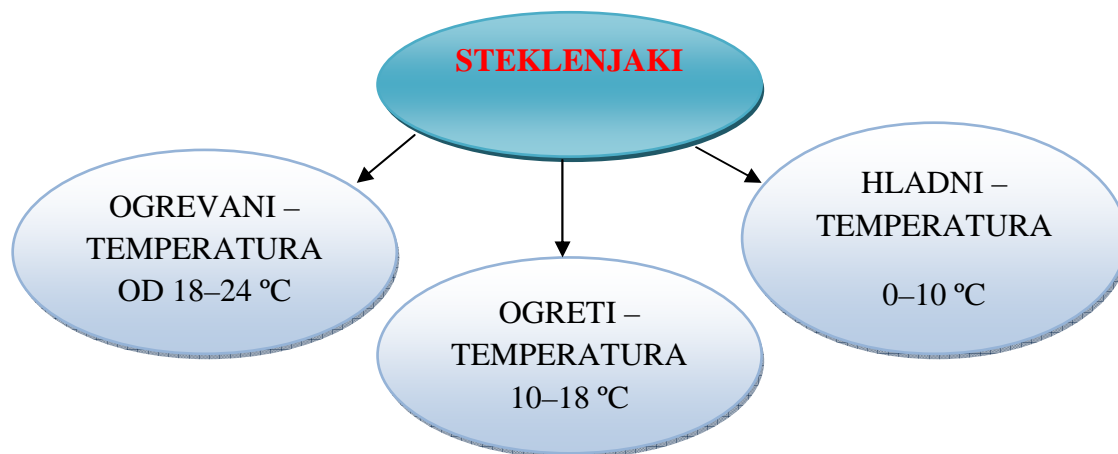 STEKLENJAKI
OGREVANI –
TEMPERATURA
OD 18–24 ºC
OGRETI –
TEMPERATURA
10–18 ºC
HLADNI –
TEMPERATURA
0–10 ºC